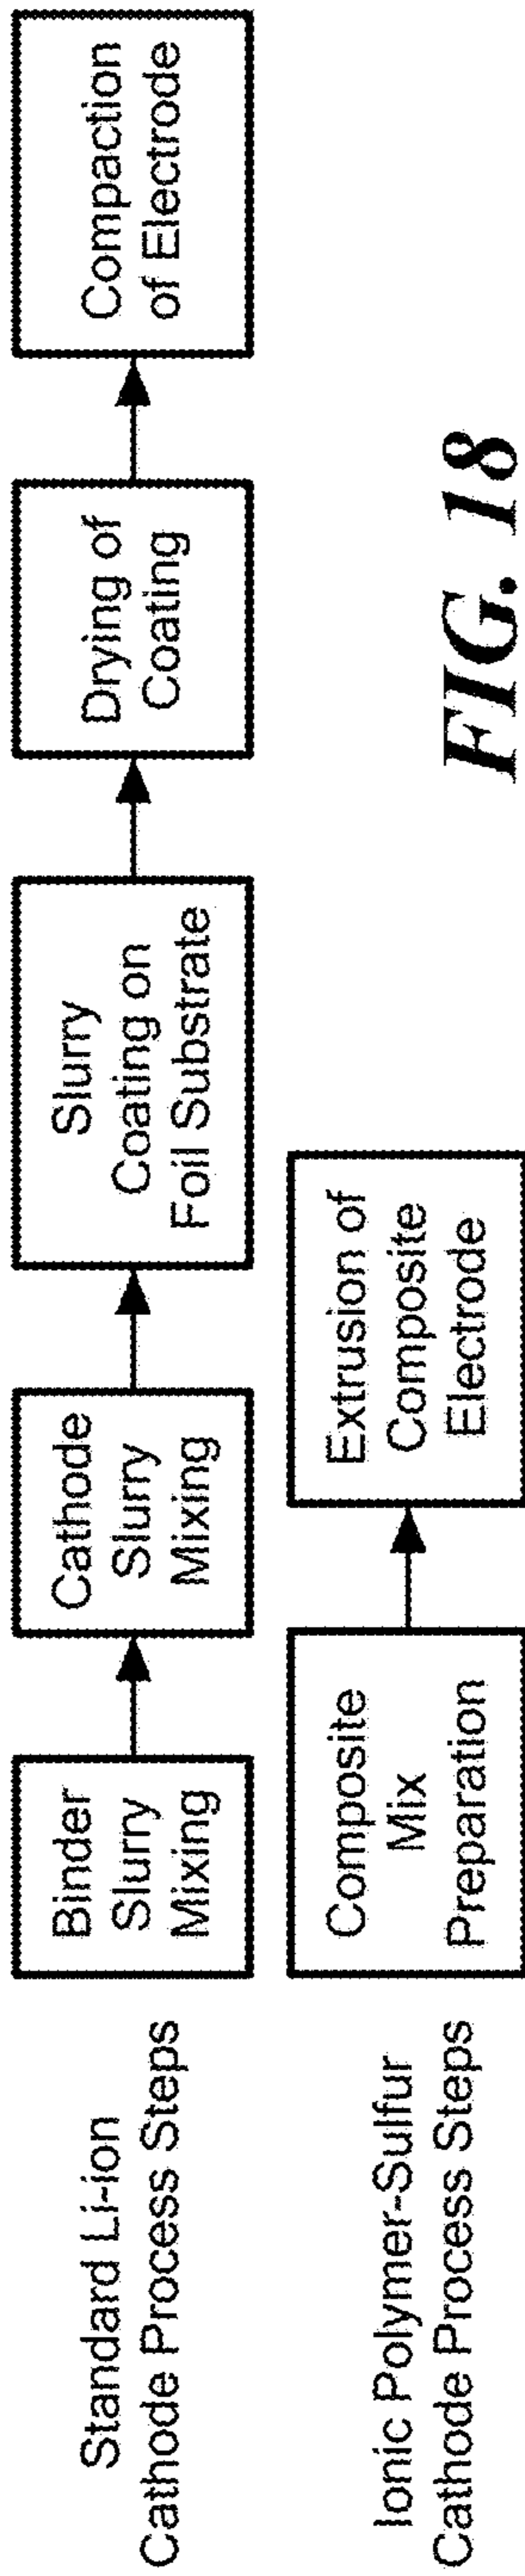 Standard Li-ion
Cathode Process Steps
Binder
Slurry
Mixing
Cathode
Slurry
Mixing
Slurry
Coating on
Foil Substrate
Drying of
Coating
Compaction
of Electrode
Ionic Polymer-Sulfur
Cathode Process Steps
Composite
Mix
Preparation
Extrusion of
Composite
Electrode
FIG. 18